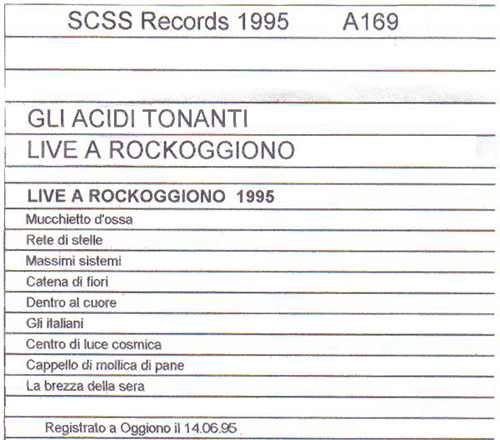 SCSS Records 1995 A169
GLI ACIDI TONANTI
LIVE A ROCKOGGIONO
LIVE A ROCKOGGIONO 1995
Mucchietto d'ossa
Rete di stelle
Massimi sistemi
Catena di fiori
Dentro al cuore
Gli italiani
Centro di luce cosmica
Cappello di mollica di pane
La brezza della sera
Registrato a Oggiono il 14.06.95